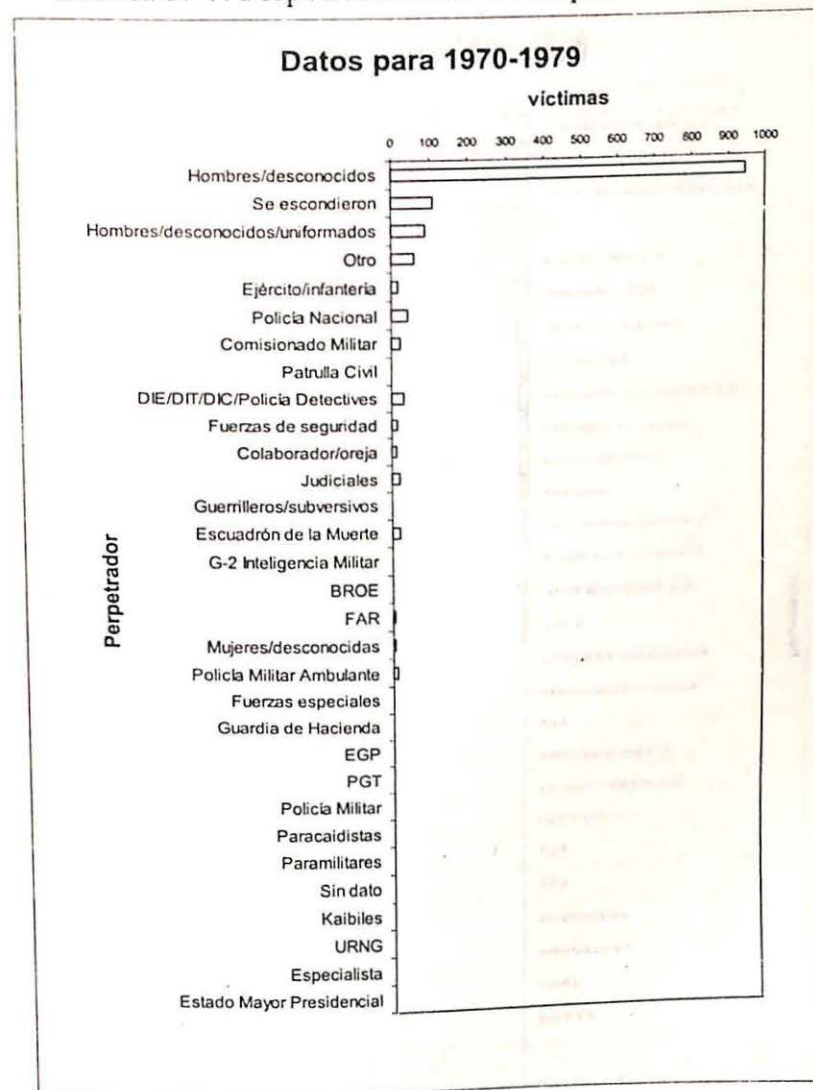 Datos para 1970-1979
víctimas
0 100 200 300 400 500 600 700 800 900 1000
Hombres/desconocidos
Se escondieron
Hombres/desconocidos/uniformados
Otro
Ejército/infantería
Policía Nacional
Comisionado Militar
Patrulla Civil
DIE/DIT/DIC/Policía Detectives
Fuerzas de seguridad
Colaborador/oreja
Judiciales
Guerrilleros/subversivos
Escuadrón de la Muerte
G-2 Inteligencia Militar
BROE
FAR
Mujeres/desconocidas
Policía Militar Ambulante
Fuerzas especiales
Guardia de Hacienda
EGP
PGT
Policía Militar
Paracaidistas
Paramilitares
Sin dato
Kaibiles
URNG
Especialista
Estado Mayor Presidencial
Perpetrador